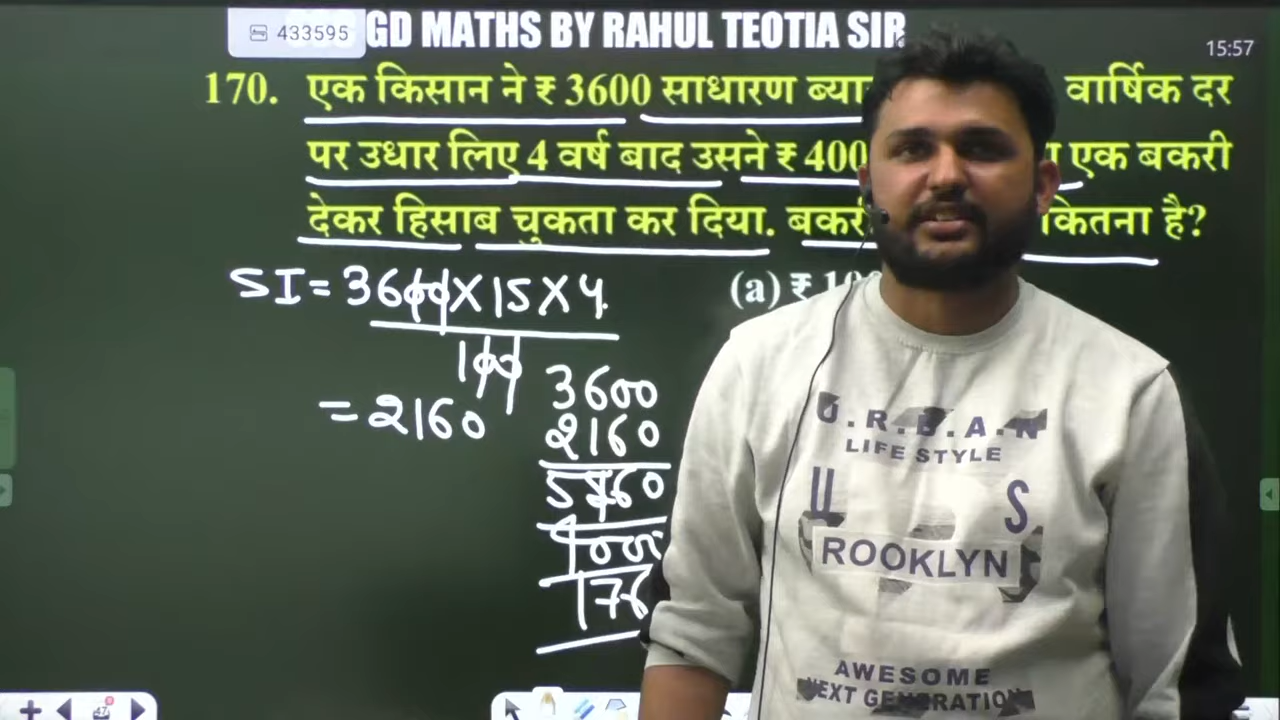 GD MATHS BY RAHUL TEOTIA SIR
433595
15:57
170. एक किसान ने ₹ 3600 साधारण वार्षिक दर
पर उधार लिए 4 वर्ष बाद उसने ₹ एक बकरी
देकर हिसाब चुकता कर दिया. कितना है?
SI = 3600 X 15 X 4
100
(a) ₹
= 2160
3600
2160
5760
4000
U.R.B.A.N
LIFE STYLE
U S
ROOKLYN
AWESOME
NEXT GENERATION